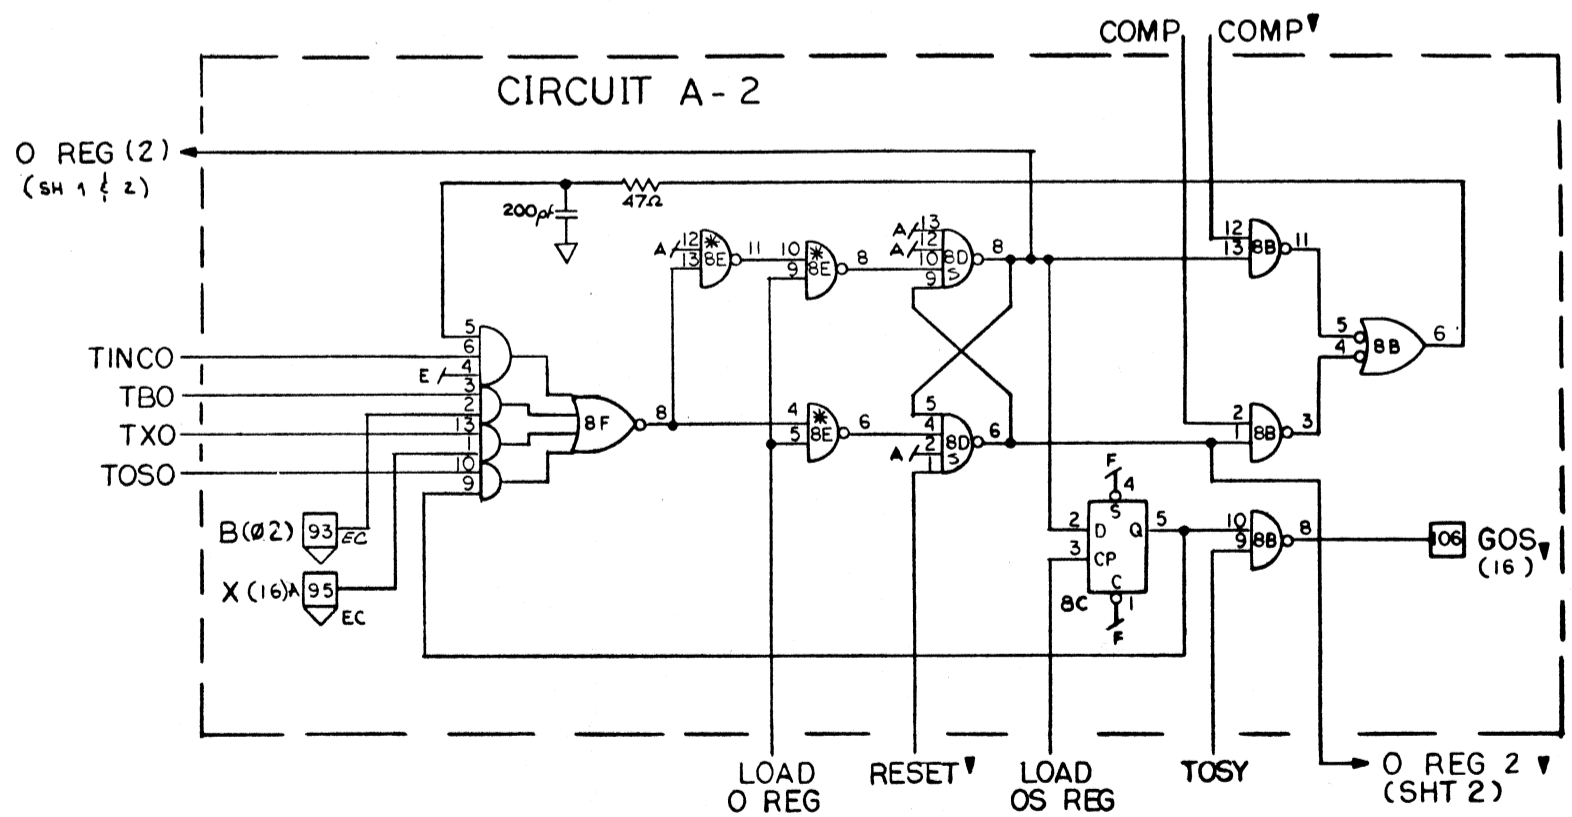 COMP COMP▼
CIRCUIT A-2
O REG (2)
(SH 1 & 2)
200pf
47Ω
A 12
13
*
8E
11
10
9
*
8E
8
A 13
A 12
10
9
8D
S
8
12
13
8B
11
5
4
8B
6
5
6
E 4
3
2
13
1
10
9
TINCO
TBO
TXO
TOSO
8F
8
4
5
*
8E
6
5
4
A 2
1
8D
S
6
2
1
8B
3
F
4
S
2
D
Q
5
3
CP
C
8C
1
F
10
9
8B
8
106
GOS▼
(16)
B(Ø2) 93 EC
X(16)A 95
EC
LOAD
O REG
RESET▼
LOAD
OS REG
TOSY
O REG 2 ▼
(SHT 2)